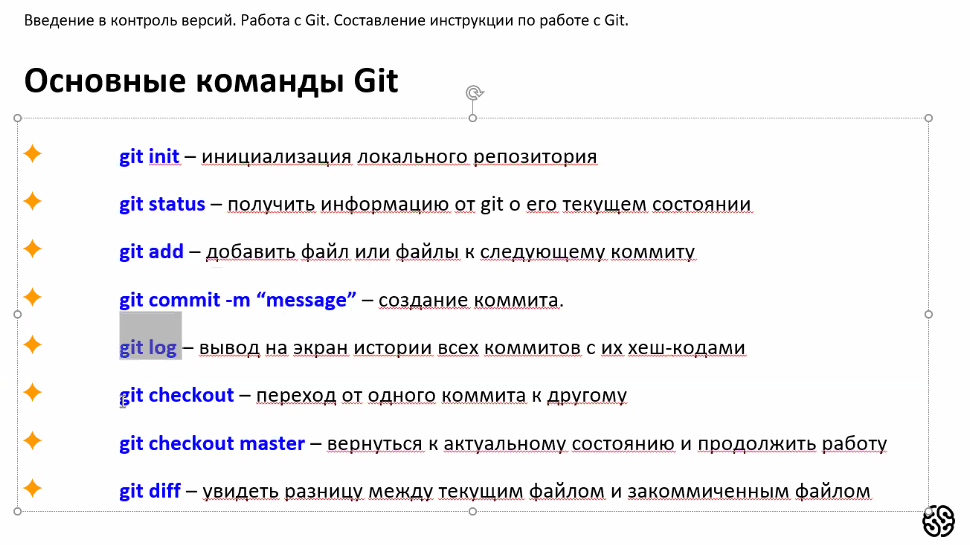 Введение в контроль версий. Работа с Git. Составление инструкции по работе с Git.
Основные команды Git
git init – инициализация локального репозитория
git status – получить информацию от git о его текущем состоянии
git add – добавить файл или файлы к следующему коммиту
git commit -m “message” – создание коммита.
git log – вывод на экран истории всех коммитов с их хеш-кодами
git checkout – переход от одного коммита к другому
git checkout master – вернуться к актуальному состоянию и продолжить работу
git diff – увидеть разницу между текущим файлом и закоммиченным файлом